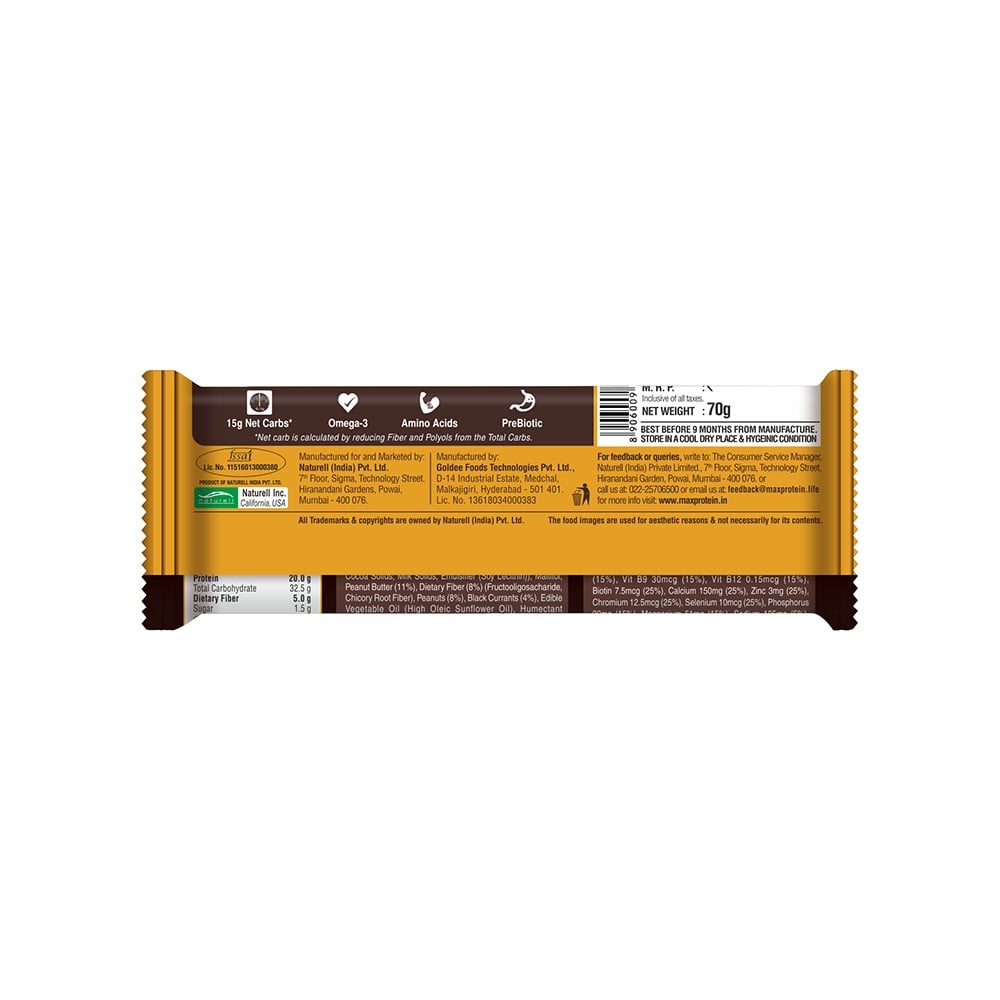 15g Net Carbs*
Omega-3
Amino Acids
PreBiotic
*Net carb is calculated by reducing Fiber and Polyols from the Total Carbs.
8 906009
M. R. P. :
Inclusive of all taxes.
NET WEIGHT : 70g
BEST BEFORE 9 MONTHS FROM MANUFACTURE.
STORE IN A COOL DRY PLACE & HYGEINIC CONDITION
fssai
Lic. No. 11516013000380
PRODUCT OF NATURELL INDIA PVT. LTD.
naturell
Naturell Inc.
California, USA
Manufactured for and Marketed by:
Naturell (India) Pvt. Ltd.
7th Floor, Sigma, Technology Street,
Hiranandani Gardens, Powai,
Mumbai - 400 076.
Manufactured by:
Goldee Foods Technologies Pvt. Ltd.,
D-14 Industrial Estate, Medchal,
Malkajigiri, Hyderabad - 501 401.
Lic. No. 13618034000383
For feedback or queries, write to: The Consumer Service Manager,
Naturell (India) Private Limited., 7th Floor, Sigma, Technology Street,
Hiranandani Garden, Powai, Mumbai - 400 076. or
call us at: 022-25706500 or email us at: feedback@maxprotein.life
for more info visit: www.maxprotein.in
All Trademarks & copyrights are owned by Naturell (India) Pvt. Ltd.
The food images are used for aesthetic reasons & not necessarily for its contents.
Protein 20.0 g
Total Carbohydrate 32.5 g
Dietary Fiber 5.0 g
Sugar 1.5 g
Cocoa Solids, Milk Solids, Emulsifier (Soy Lecithin)), Maltitol,
Peanut Butter (11%), Dietary Fiber (8%) (Fructooligosacharide,
Chicory Root Fiber), Peanuts (8%), Black Currants (4%), Edible
Vegetable Oil (High Oleic Sunflower Oil), Humectant
(15%), Vit B9 30mcg (15%), Vit B12 0.15mcg (15%),
Biotin 7.5mcg (25%), Calcium 150mg (25%), Zinc 3mg (25%),
Chromium 12.5mcg (25%), Selenium 10mcg (25%), Phosphorus